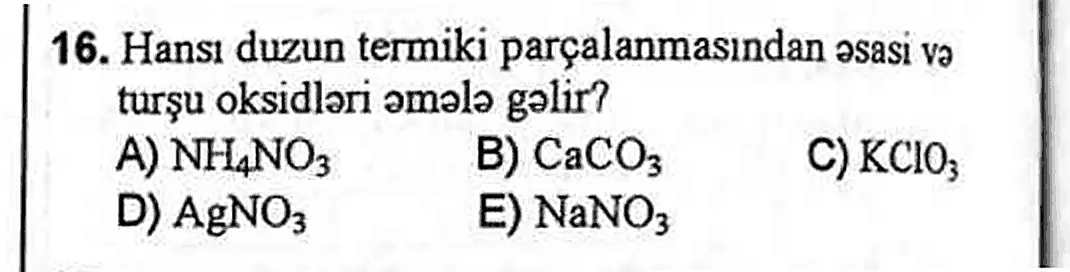 16. Hansı duzun termiki parçalanmasından əsasi və
turşu oksidləri əmələ gəlir?
A) NH₄NO₃ B) CaCO₃ C) KClO₃
D) AgNO₃ E) NaNO₃